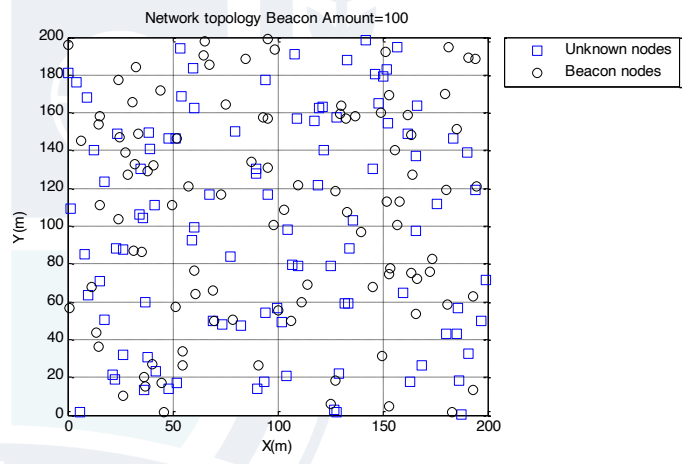 Network topology Beacon Amount=100
Unknown nodes
Beacon nodes
200
180
160
140
120
100
80
60
40
20
0
Y(m)
0 50 100 150 200
X(m)